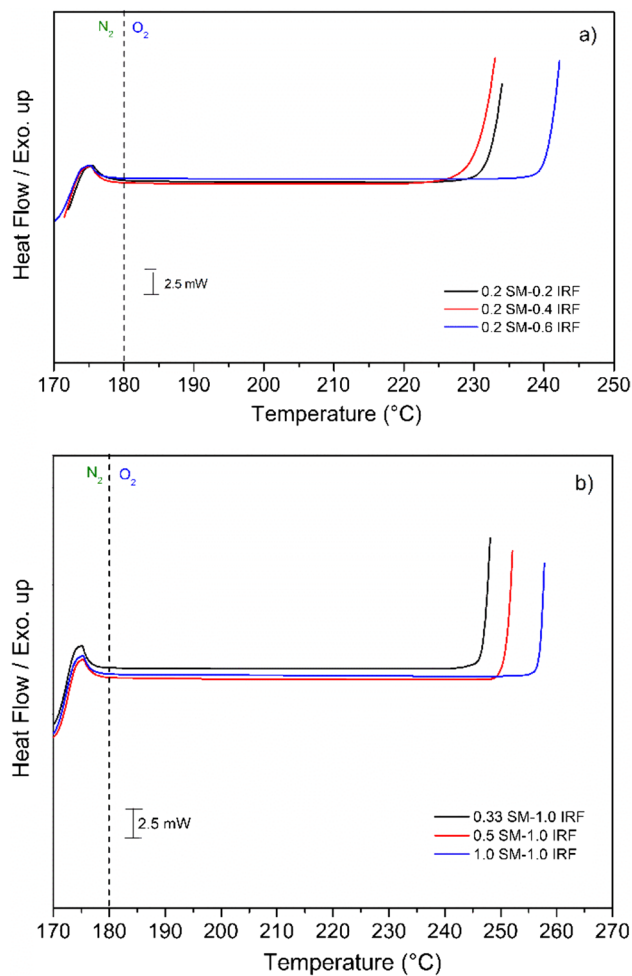 N₂ O₂ a)
Heat Flow / Exo. up
2.5 mW
0.2 SM-0.2 IRF
0.2 SM-0.4 IRF
0.2 SM-0.6 IRF
170 180 190 200 210 220 230 240 250
Temperature (°C)
N₂ O₂ b)
Heat Flow / Exo. up
2.5 mW
0.33 SM-1.0 IRF
0.5 SM-1.0 IRF
1.0 SM-1.0 IRF
170 180 190 200 210 220 230 240 250 260 270
Temperature (°C)